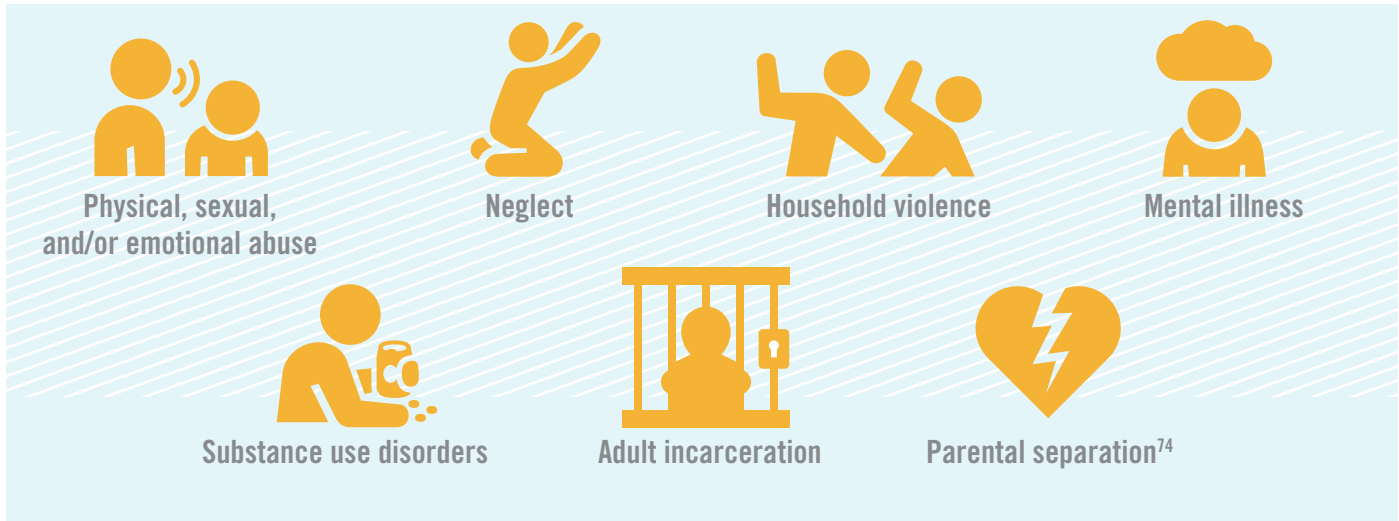 Physical, sexual,
and/or emotional abuse
Neglect
Household violence
Mental illness
Substance use disorders
Adult incarceration
Parental separation74